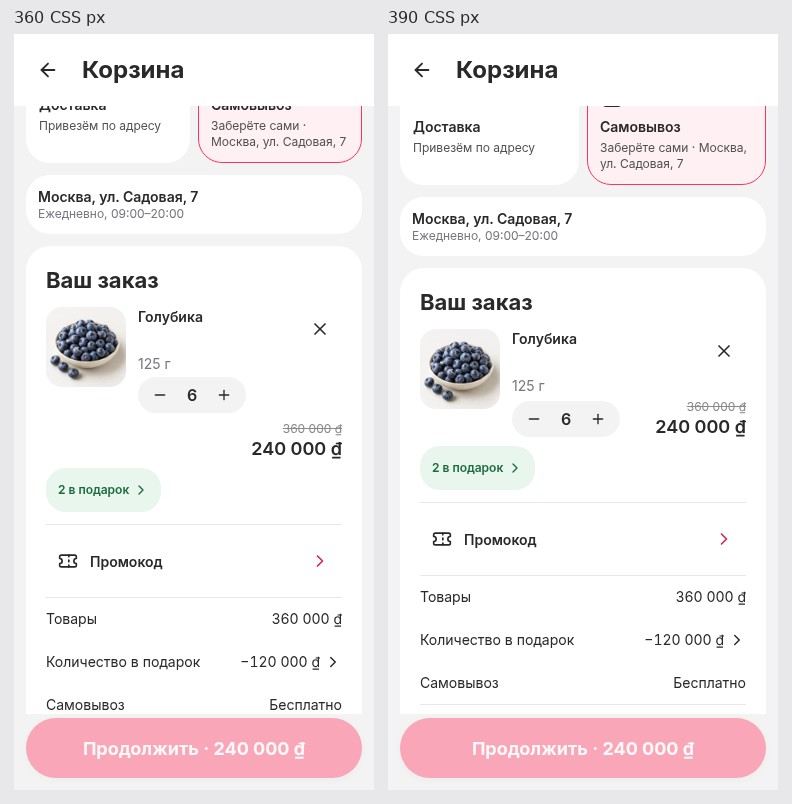 360 CSS px
Корзина
Доставка
Привезём по адресу
Самовывоз
Заберёте сами ·
Москва, ул. Садовая, 7
Москва, ул. Садовая, 7
Ежедневно, 09:00–20:00
Ваш заказ
Голубика
125 г
6
360 000 ₫
240 000 ₫
2 в подарок
Промокод
Товары 360 000 ₫
Количество в подарок −120 000 ₫
Самовывоз Бесплатно
Продолжить · 240 000 ₫
390 CSS px
Корзина
Доставка
Привезём по адресу
Самовывоз
Заберёте сами · Москва,
ул. Садовая, 7
Москва, ул. Садовая, 7
Ежедневно, 09:00–20:00
Ваш заказ
Голубика
125 г
6
360 000 ₫
240 000 ₫
2 в подарок
Промокод
Товары 360 000 ₫
Количество в подарок −120 000 ₫
Самовывоз Бесплатно
Продолжить · 240 000 ₫